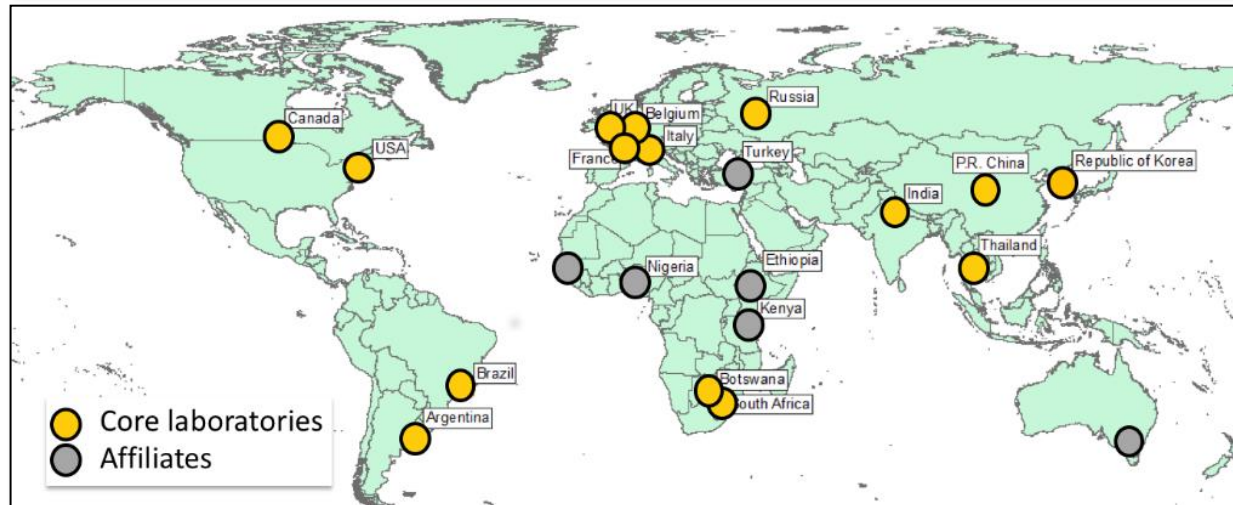 Canada
USA
UK
Belgium
Italy
France
Russia
Turkey
P.R. China
Republic of Korea
India
Thailand
Nigeria
Ethiopia
Kenya
Brazil
Argentina
Botswana
South Africa
Core laboratories
Affiliates